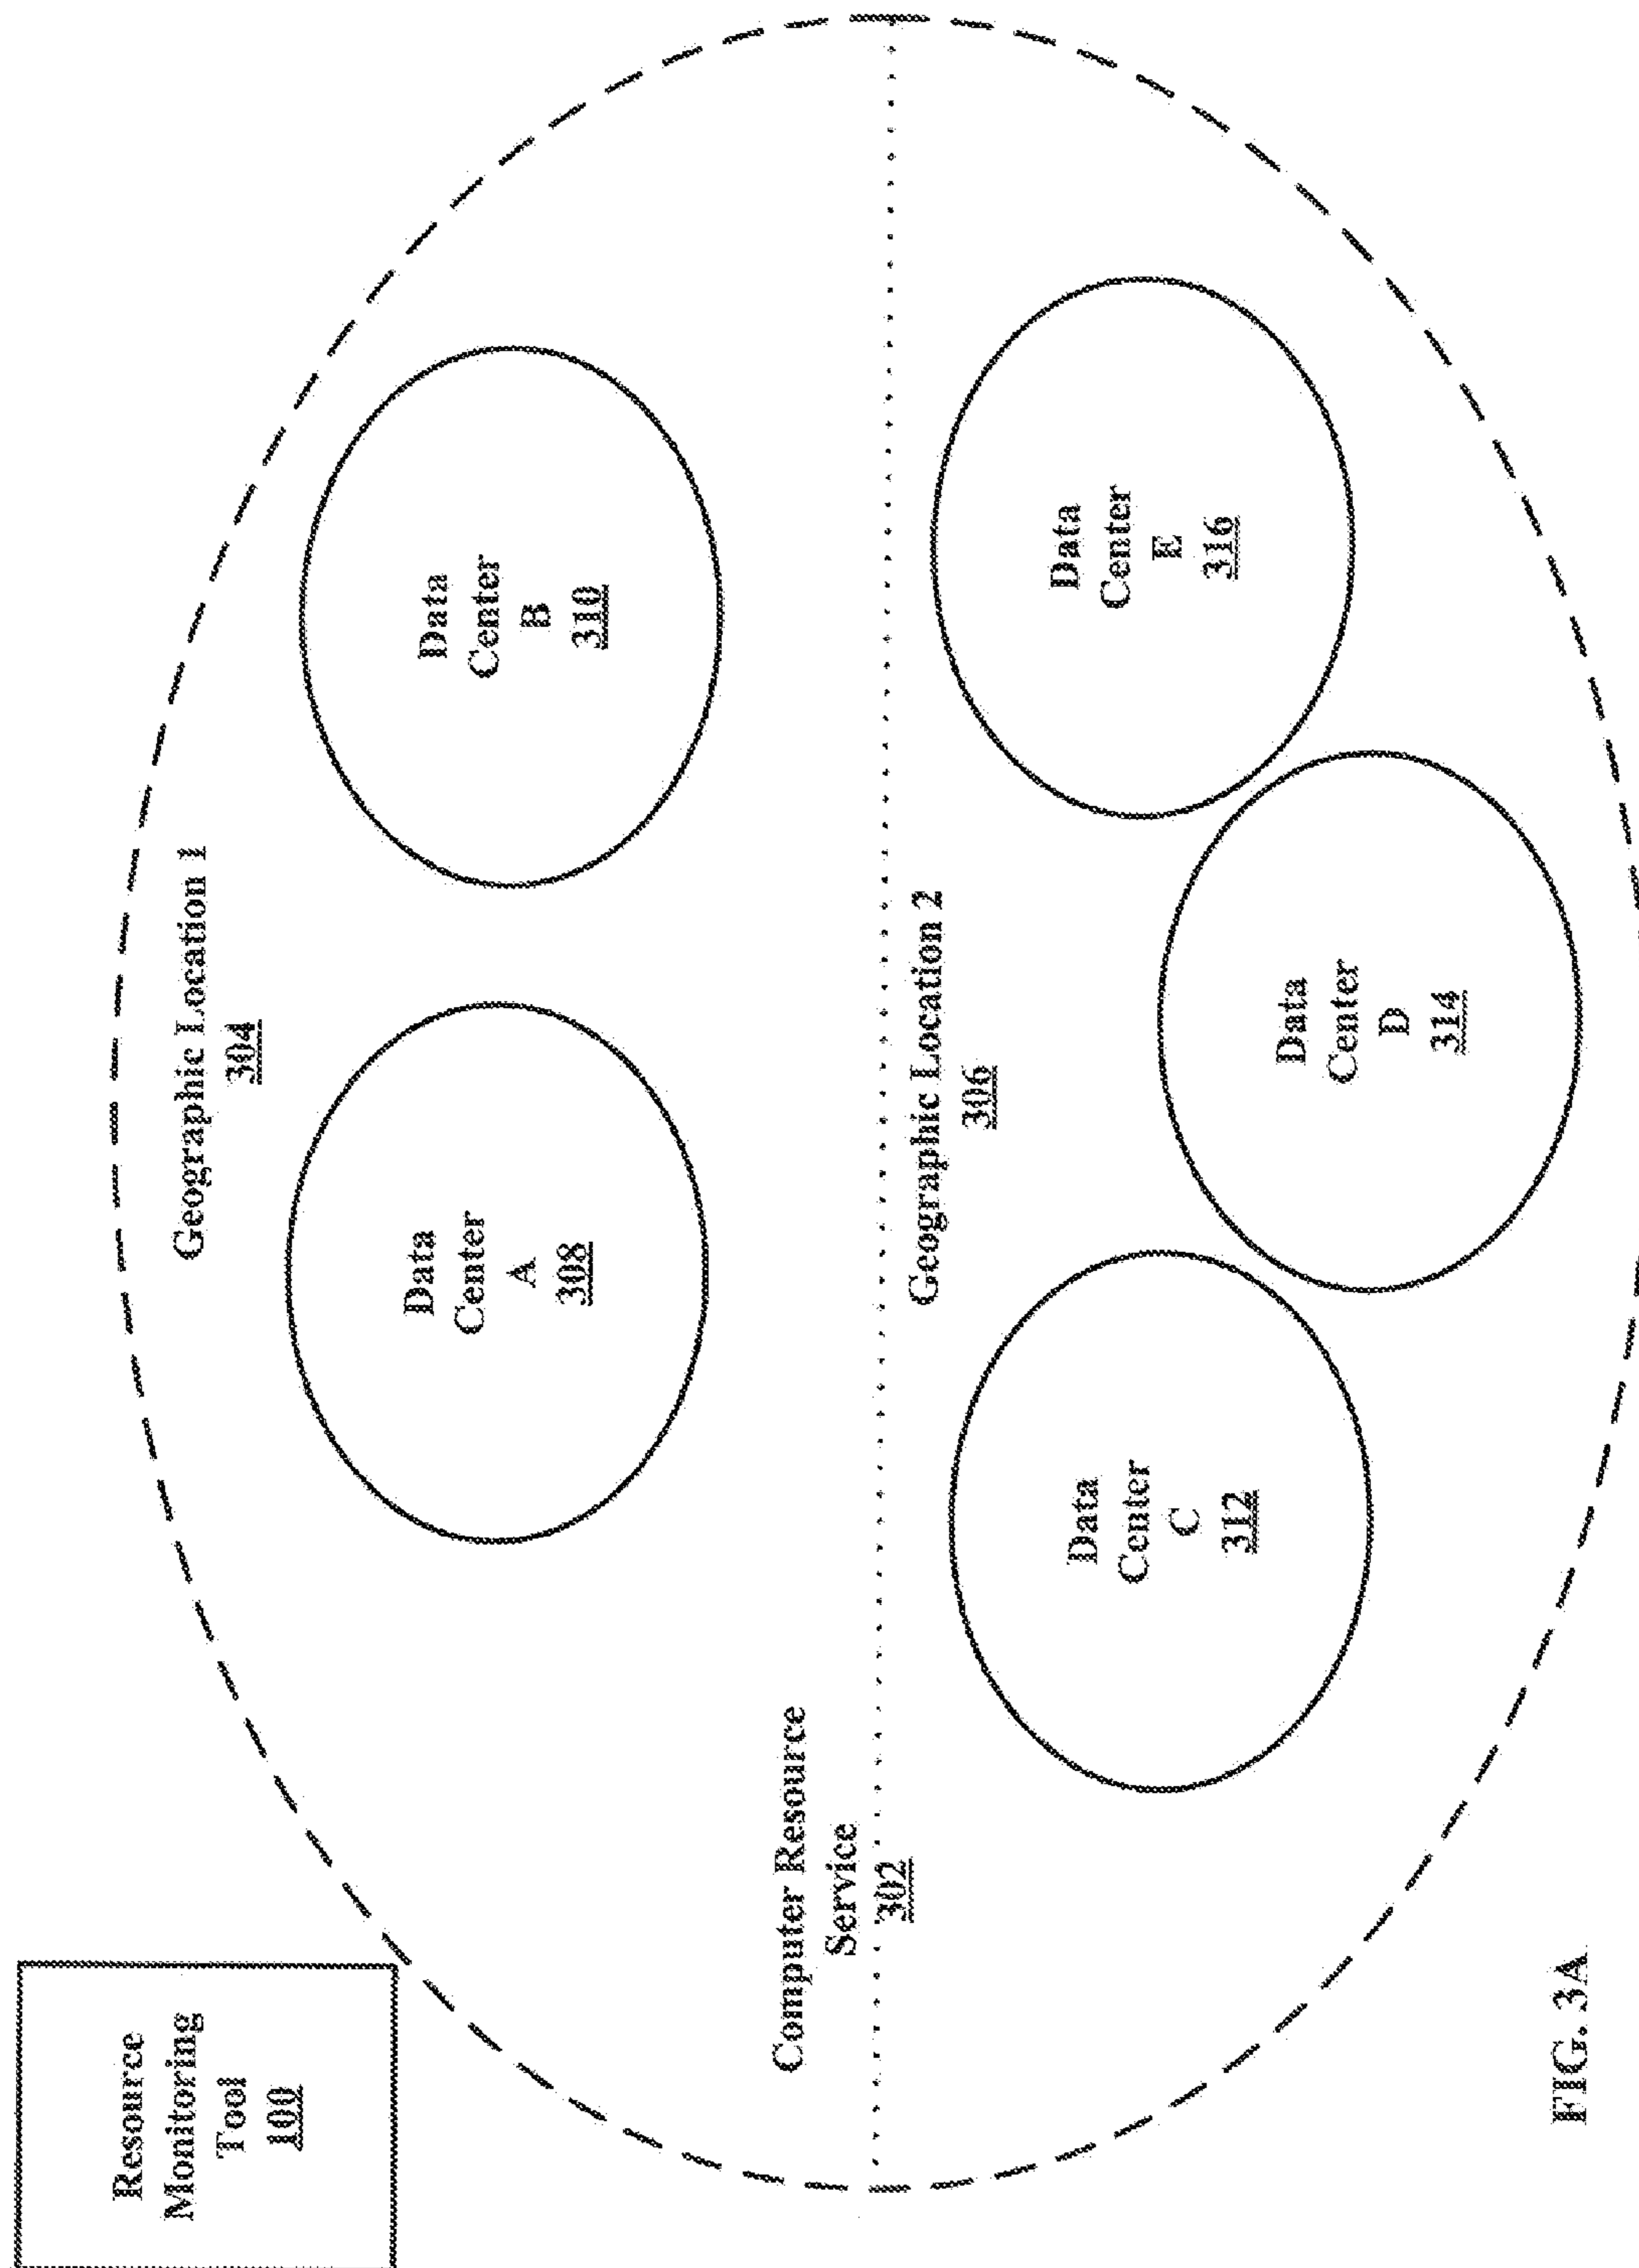 Resource
Monitoring
Tool
100
Geographic Location 1
304
Data
Center
A
308
Data
Center
B
310
Computer Resource
Service
302
Geographic Location 2
306
Data
Center
C
312
Data
Center
D
314
Data
Center
E
316
FIG. 3A